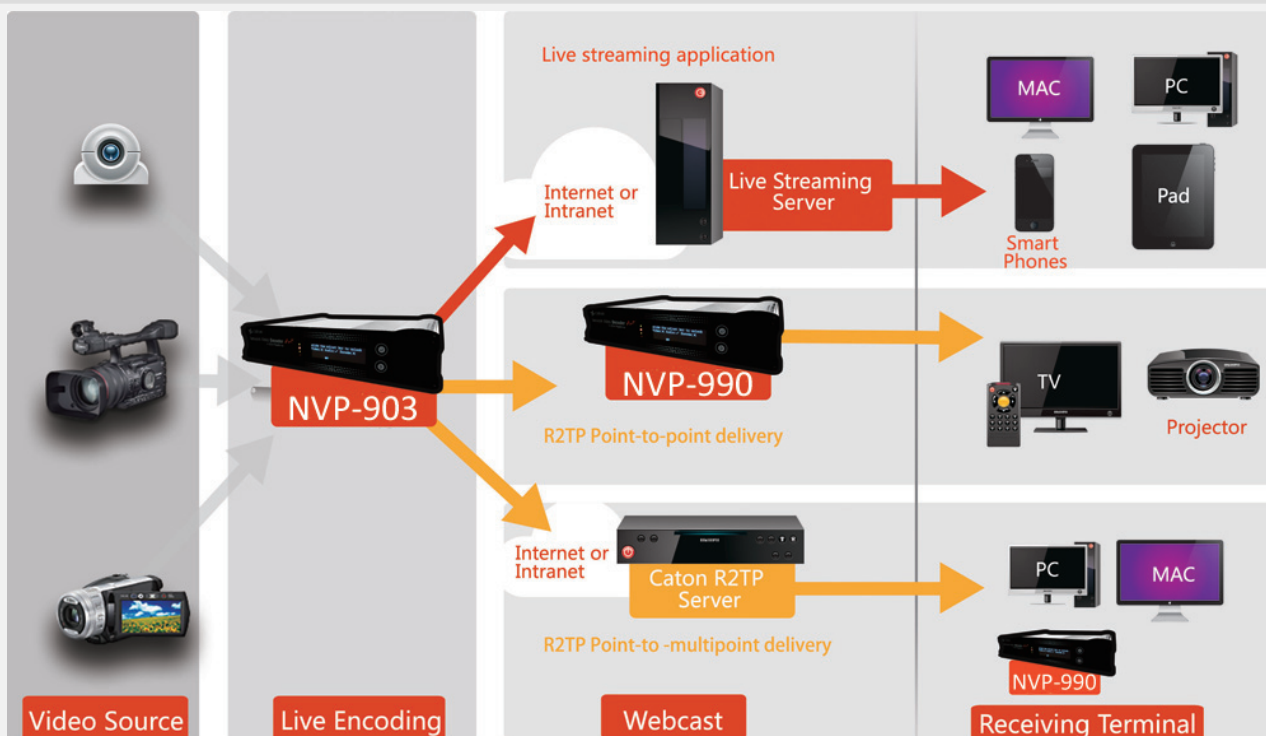 Live streaming application
Internet or
Intranet
Live Streaming
Server
MAC
PC
Smart
Phones
Pad
NVP-903
NVP-990
R2TP Point-to-point delivery
TV
Projector
Internet or
Intranet
Caton R2TP
Server
R2TP Point-to -multipoint delivery
PC
MAC
NVP-990
Video Source
Live Encoding
Webcast
Receiving Terminal